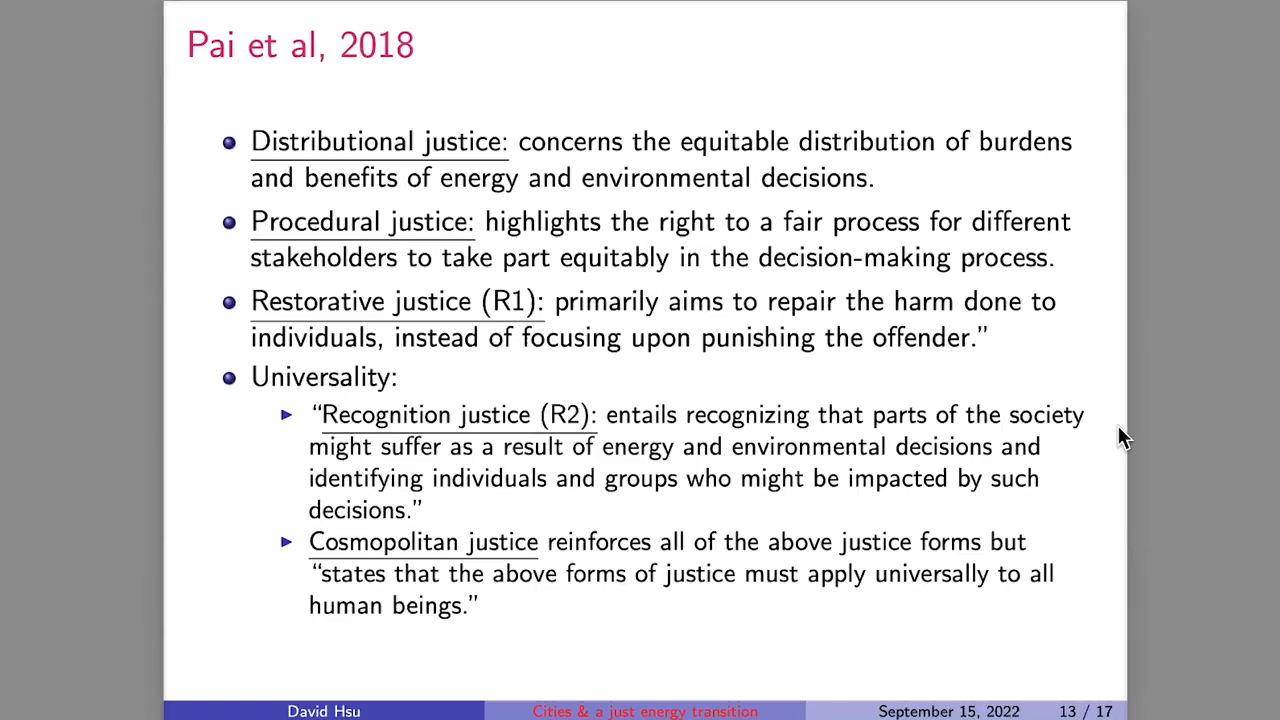 Pai et al, 2018
Distributional justice: concerns the equitable distribution of burdens
and benefits of energy and environmental decisions.
Procedural justice: highlights the right to a fair process for different
stakeholders to take part equitably in the decision-making process.
Restorative justice (R1): primarily aims to repair the harm done to
individuals, instead of focusing upon punishing the offender.”
Universality:
“Recognition justice (R2): entails recognizing that parts of the society
might suffer as a result of energy and environmental decisions and
identifying individuals and groups who might be impacted by such
decisions.”
Cosmopolitan justice reinforces all of the above justice forms but
“states that the above forms of justice must apply universally to all
human beings.”
David Hsu Cities & a just energy transition September 15, 2022 13 / 17